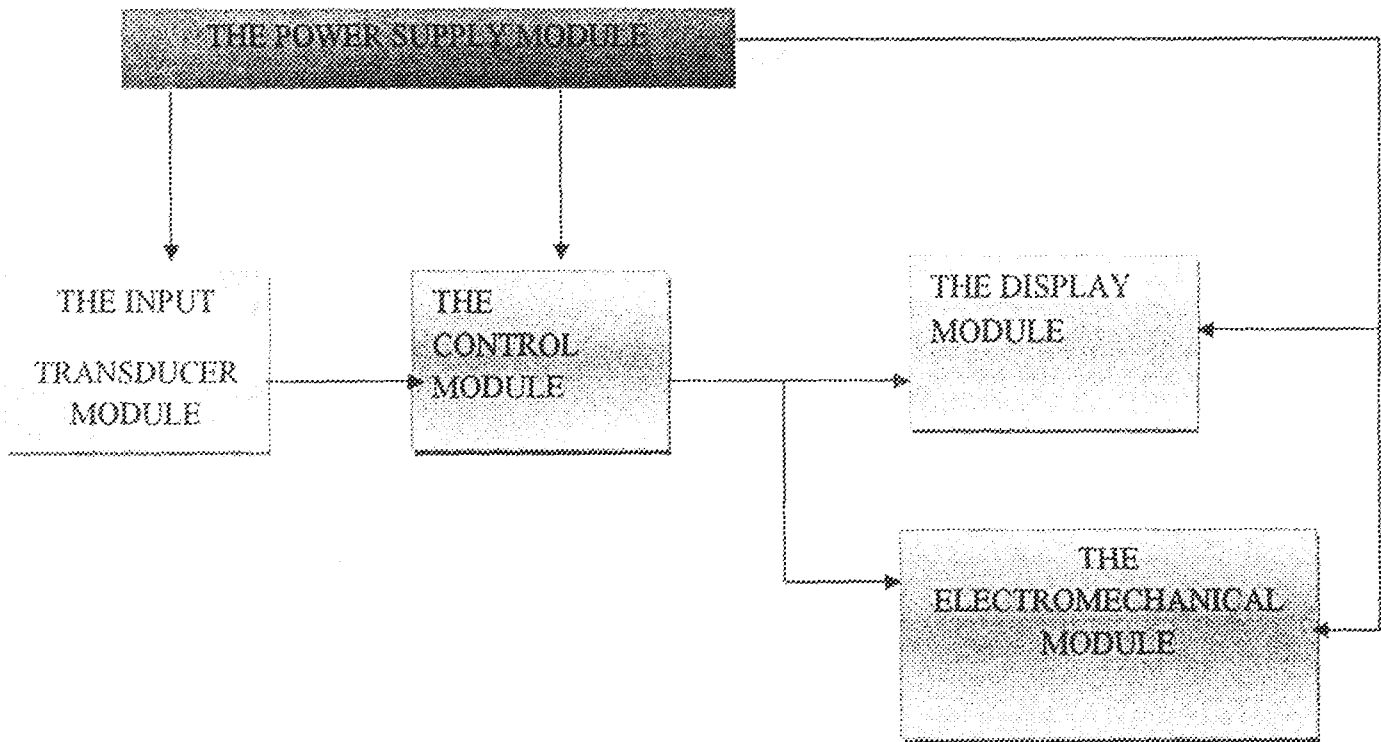 THE POWER SUPPLY MODULE
THE INPUT
TRANSDUCER
MODULE
THE
CONTROL
MODULE
THE DISPLAY
MODULE
THE
ELECTROMECHANICAL
MODULE